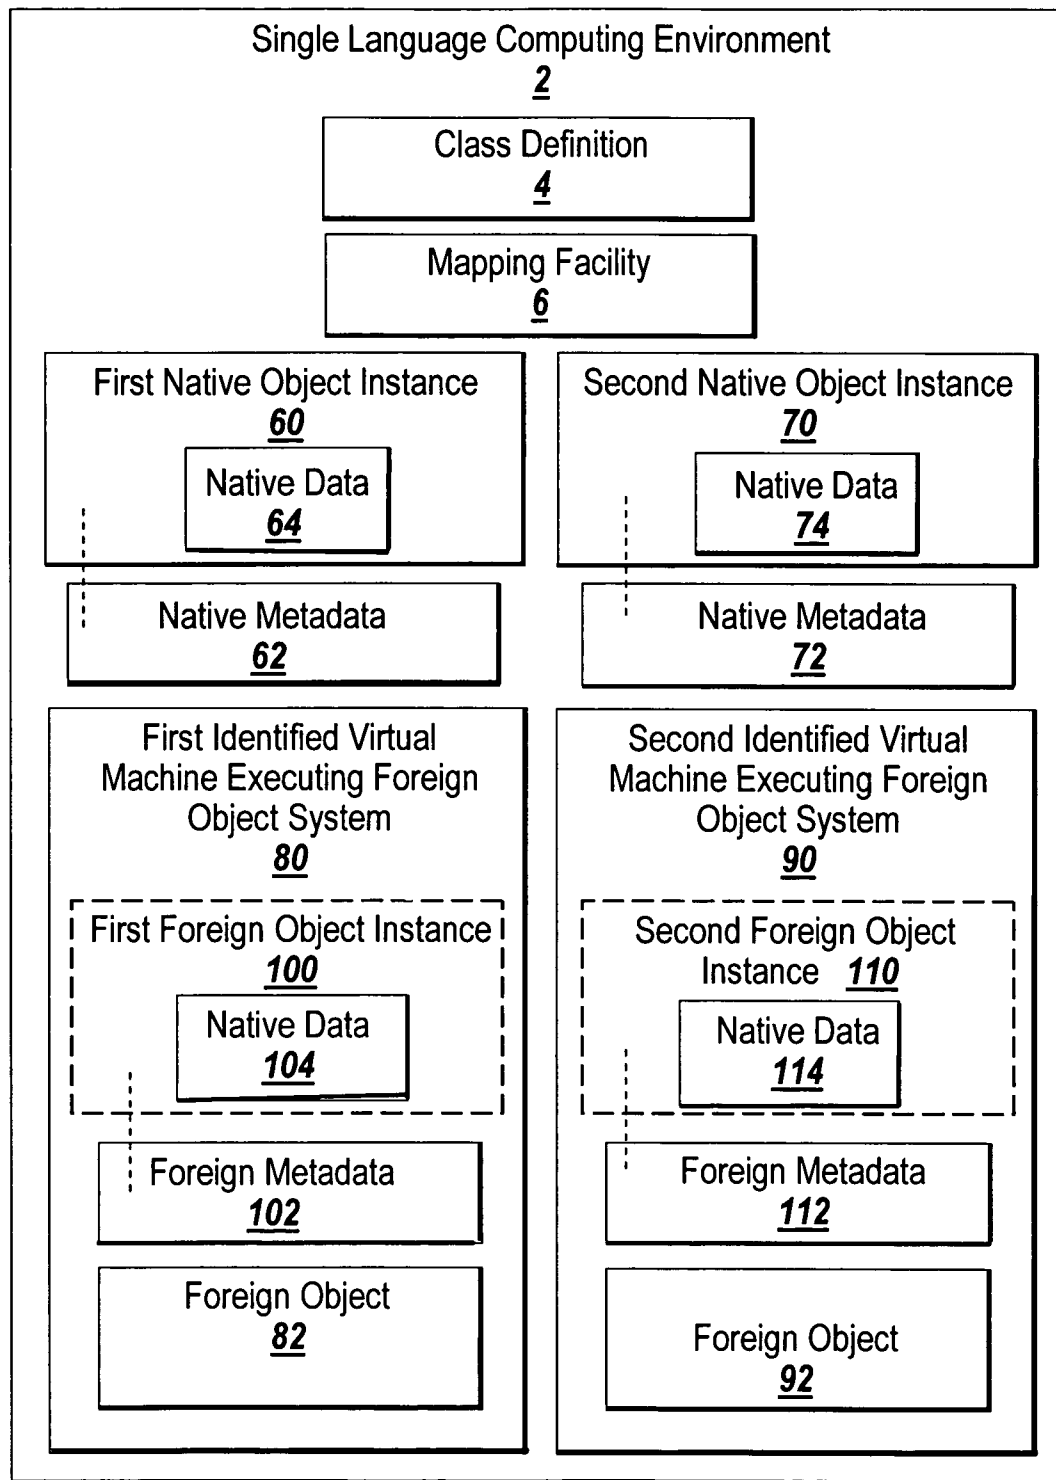 Single Language Computing Environment
2
Class Definition
4
Mapping Facility
6
First Native Object Instance
60
Native Data
64
Native Metadata
62
Second Native Object Instance
70
Native Data
74
Native Metadata
72
First Identified Virtual
Machine Executing Foreign
Object System
80
First Foreign Object Instance
100
Native Data
104
Foreign Metadata
102
Foreign Object
82
Second Identified Virtual
Machine Executing Foreign
Object System
90
Second Foreign Object
Instance 110
Native Data
114
Foreign Metadata
112
Foreign Object
92